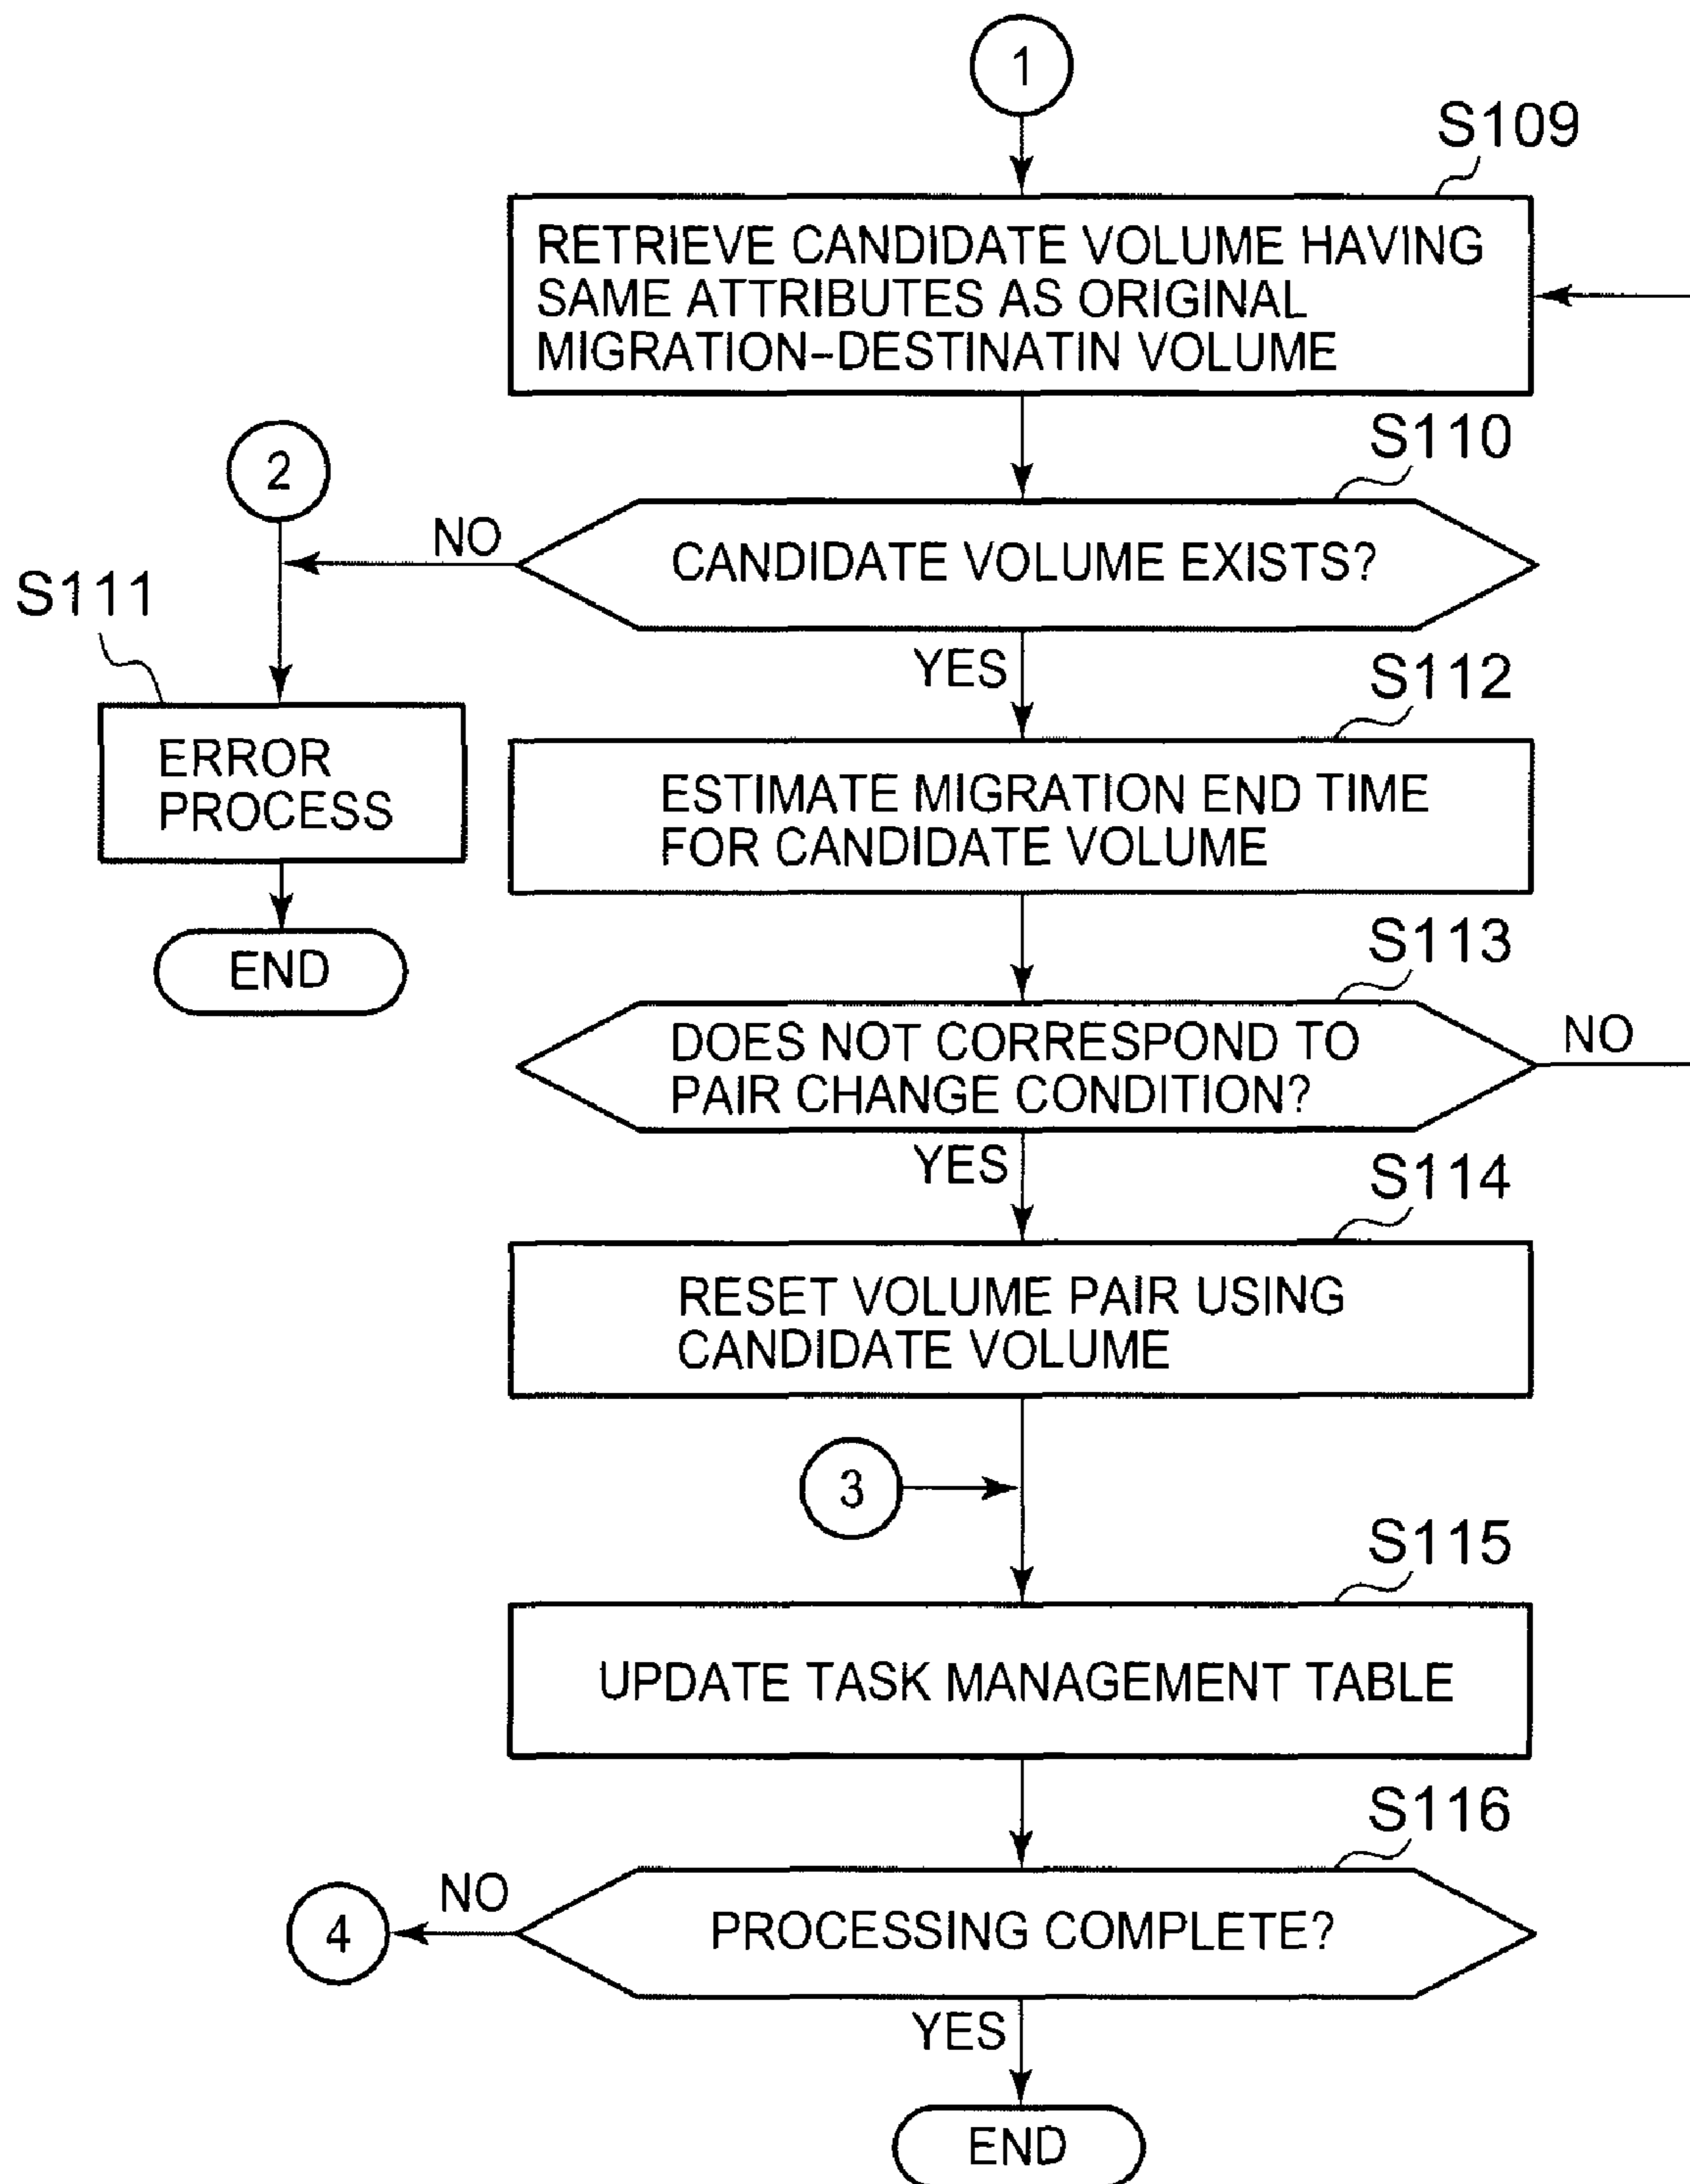 1
S109
RETRIEVE CANDIDATE VOLUME HAVING
SAME ATTRIBUTES AS ORIGINAL
MIGRATION-DESTINATIN VOLUME
S110
2
NO
CANDIDATE VOLUME EXISTS?
S111
YES
S112
ERROR
PROCESS
ESTIMATE MIGRATION END TIME
FOR CANDIDATE VOLUME
END
S113
DOES NOT CORRESPOND TO
PAIR CHANGE CONDITION?
NO
YES
S114
RESET VOLUME PAIR USING
CANDIDATE VOLUME
3
S115
UPDATE TASK MANAGEMENT TABLE
S116
NO
4
PROCESSING COMPLETE?
YES
END